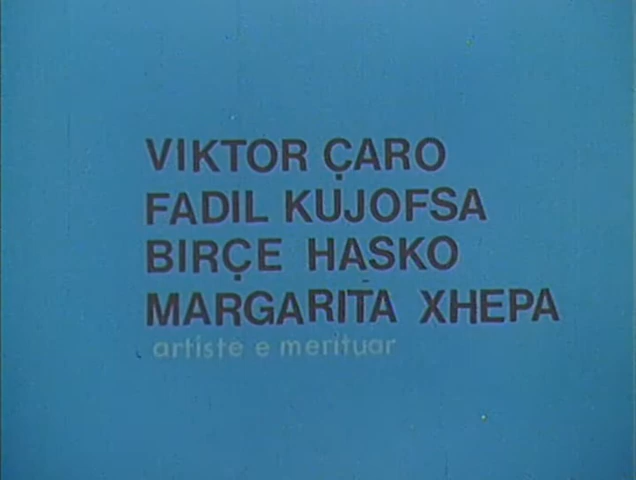 VIKTOR ÇARO
FADIL KUJOFSA
BIRÇE HASKO
MARGARITA XHEPA
artiste e merituar